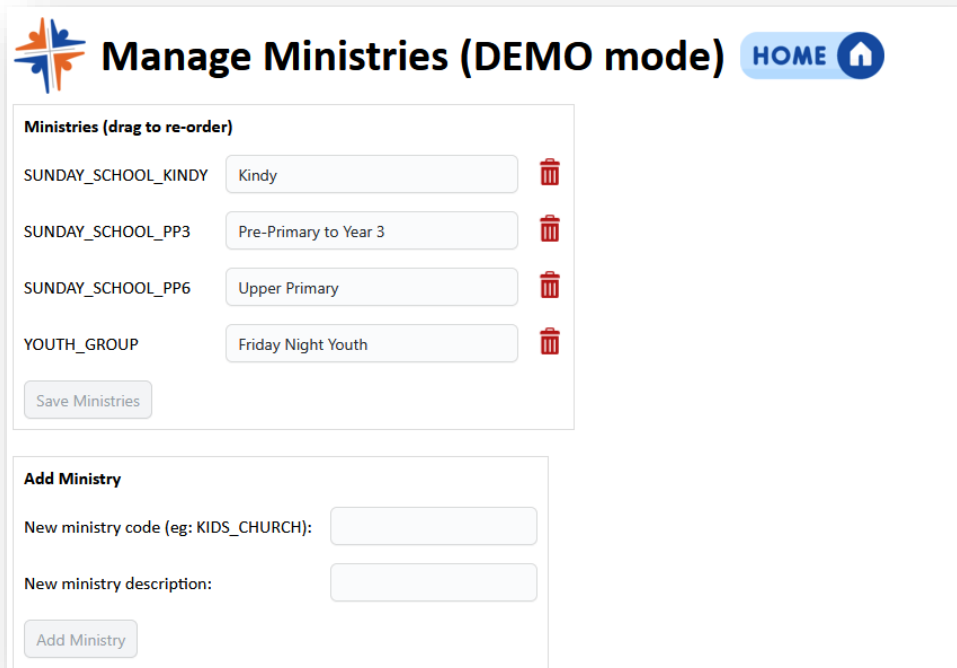 Manage Ministries (DEMO mode) HOME
Ministries (drag to re-order)
SUNDAY_SCHOOL_KINDY Kindy
SUNDAY_SCHOOL_PP3 Pre-Primary to Year 3
SUNDAY_SCHOOL_PP6 Upper Primary
YOUTH_GROUP Friday Night Youth
Save Ministries
Add Ministry
New ministry code (eg: KIDS_CHURCH):
New ministry description:
Add Ministry